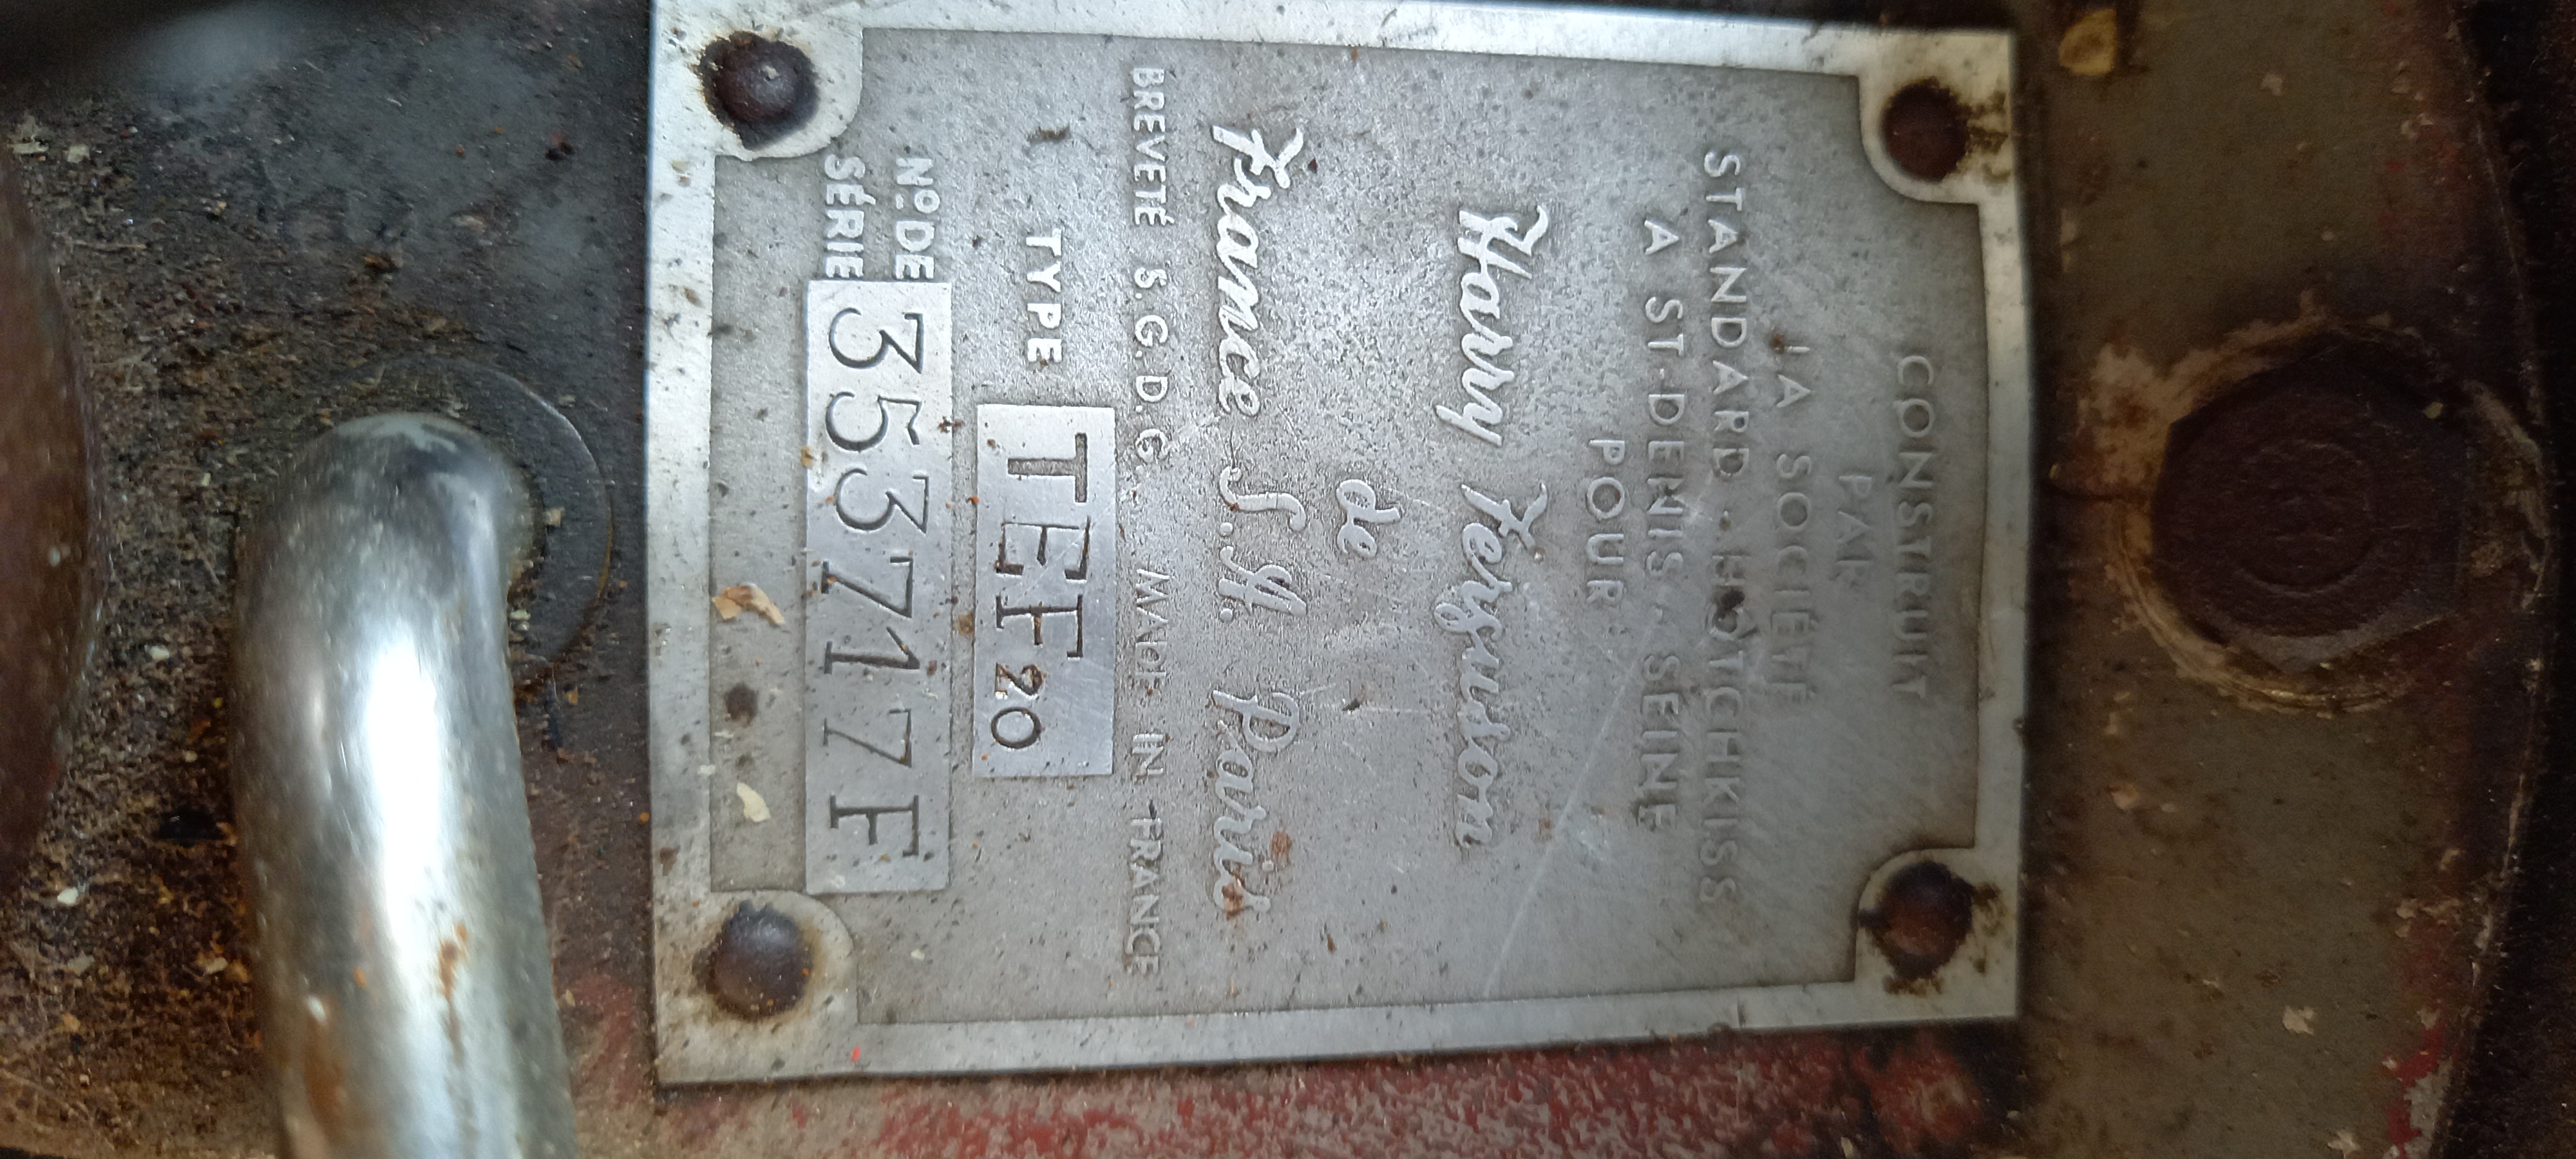 CONSTRUIT
PAR
LA SOCIÉTÉ
STANDARD - HOTCHKISS
A ST-DENIS - SEINE
POUR
Harry Ferguson
de
France S.A. Paris
BREVETÉ S.G.D.G. MADE IN FRANCE
TYPE TEF 20
Nº DE SÉRIE 353717 F